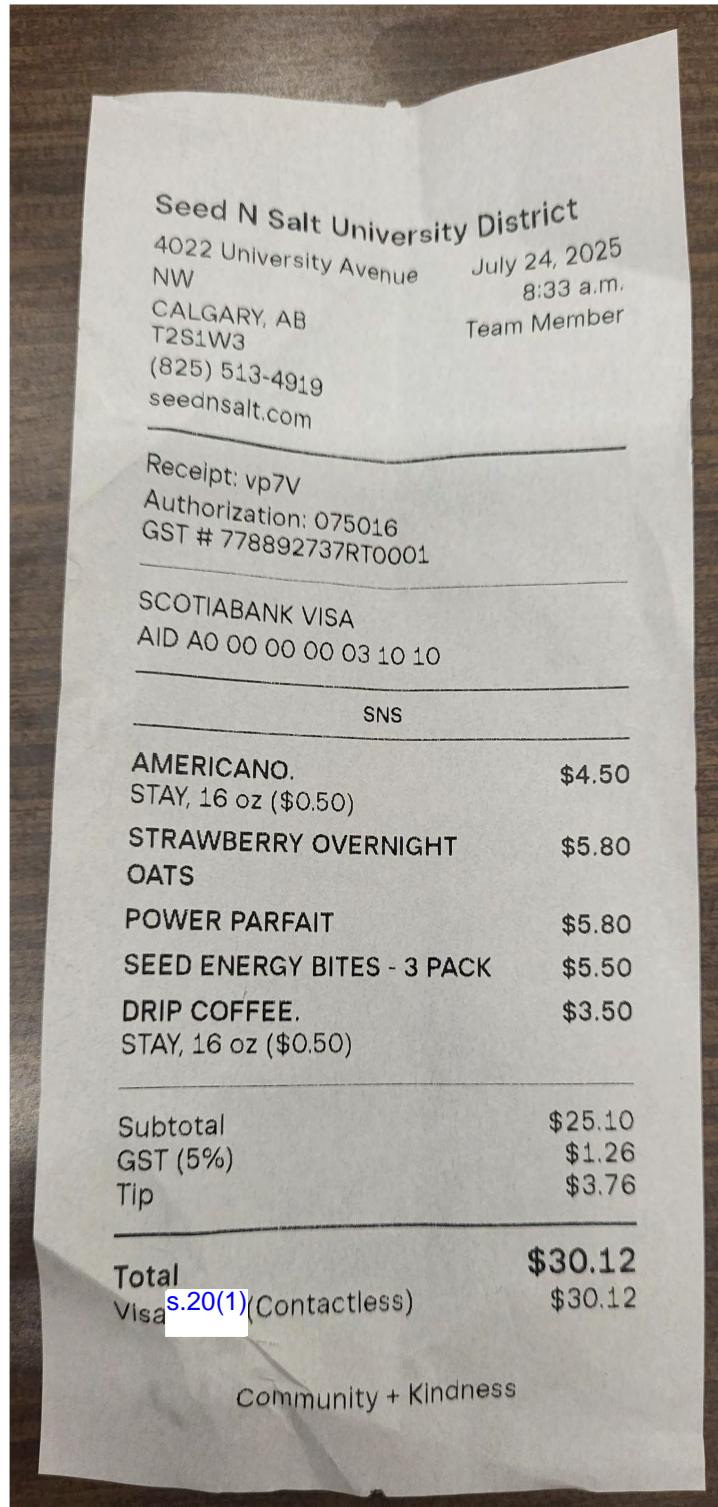 Seed N Salt University District
4022 University Avenue
NW
CALGARY, AB
T2S1W3
(825) 513-4919
seednsalt.com
July 24, 2025
8:33 a.m.
Team Member
Receipt: vp7V
Authorization: 075016
GST # 778892737RT0001
SCOTIABANK VISA
AID A0 00 00 00 03 10 10
SNS
AMERICANO. $4.50
STAY, 16 oz ($0.50)
STRAWBERRY OVERNIGHT $5.80
OATS
POWER PARFAIT $5.80
SEED ENERGY BITES - 3 PACK $5.50
DRIP COFFEE. $3.50
STAY, 16 oz ($0.50)
Subtotal $25.10
GST (5%) $1.26
Tip $3.76
Total $30.12
Visa s.20(1) (Contactless) $30.12
Community + Kindness